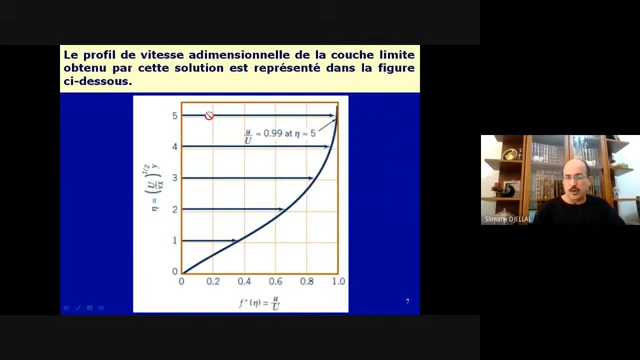 Le profil de vitesse adimensionnelle de la couche limite
obtenu par cette solution est représenté dans la figure
ci-dessous.
5
u/U ≈ 0.99 at η ≈ 5
4
3
η = (U/νx)^1/2 y
2
1
0
0 0.2 0.4 0.6 0.8 1.0
f'(η) = u/U
7
Slimane DJELLAL